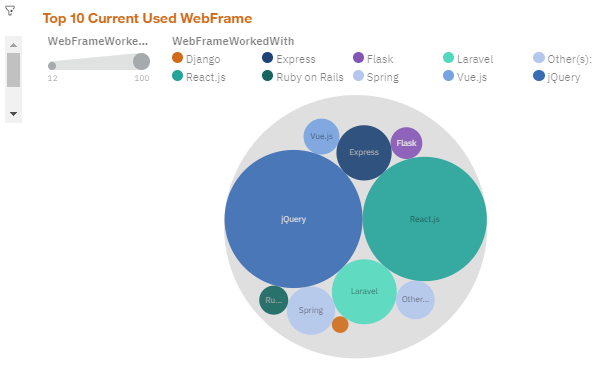 Top 10 Current Used WebFrame
WebFrameWorke... WebFrameWorkedWith
Django Express Flask Laravel Other(s):
React.js Ruby on Rails Spring Vue.js jQuery
12 100
Vue.js
Flask
Express
jQuery React.js
Laravel
Ru... Other...
Spring